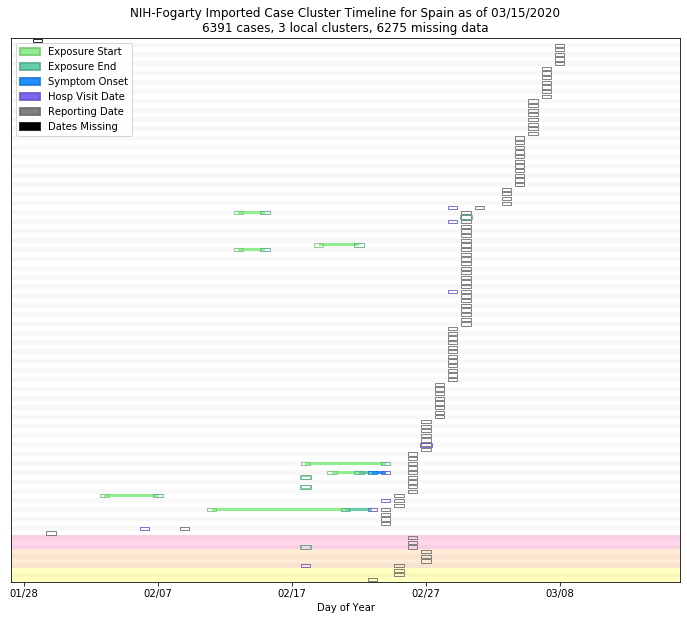 NIH-Fogarty Imported Case Cluster Timeline for Spain as of 03/15/2020
6391 cases, 3 local clusters, 6275 missing data
Exposure Start
Exposure End
Symptom Onset
Hosp Visit Date
Reporting Date
Dates Missing
01/28 02/07 02/17 02/27 03/08
Day of Year